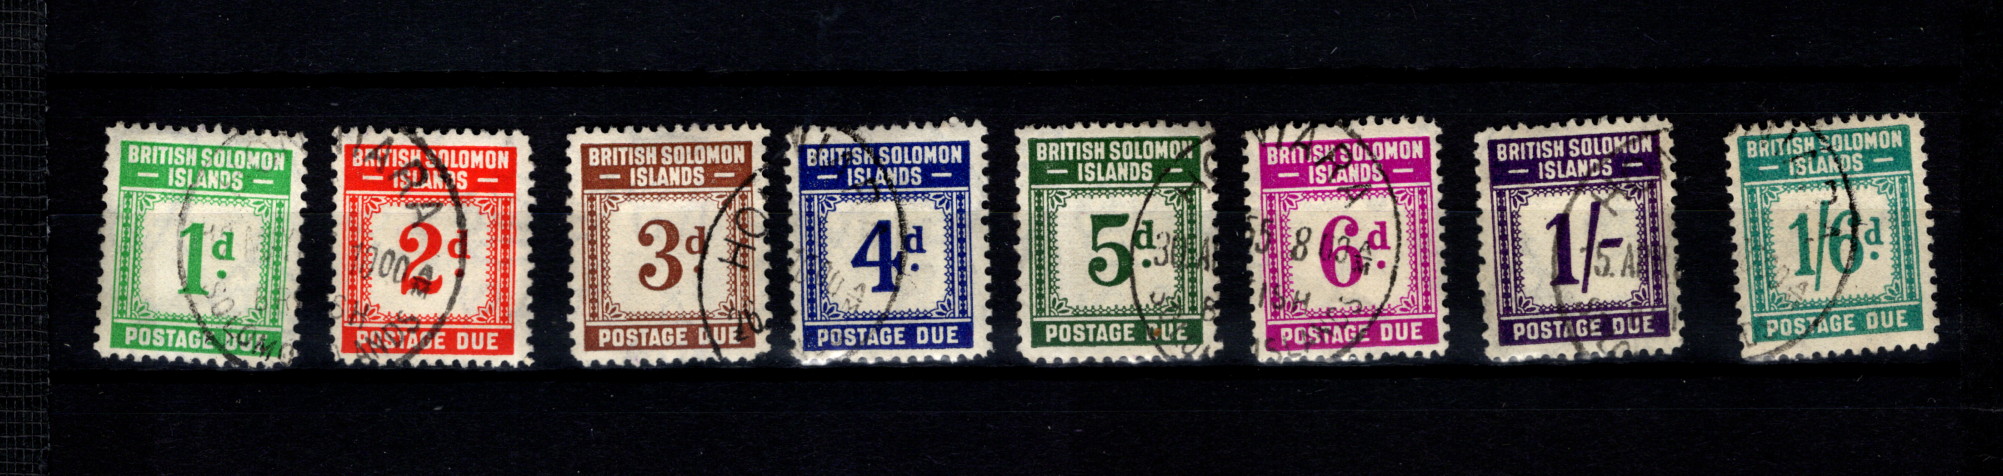 BRITISH SOLOMON
— ISLANDS —
1d.
POSTAGE DUE
BRITISH SOLOMON
— ISLANDS —
2d.
POSTAGE DUE
BRITISH SOLOMON
— ISLANDS —
3d.
POSTAGE DUE
BRITISH SOLOMON
— ISLANDS —
4d.
POSTAGE DUE
BRITISH SOLOMON
— ISLANDS —
5d.
POSTAGE DUE
BRITISH SOLOMON
— ISLANDS —
6d.
POSTAGE DUE
BRITISH SOLOMON
— ISLANDS —
1/-
POSTAGE DUE
BRITISH SOLOMON
— ISLANDS —
1/6d.
POSTAGE DUE